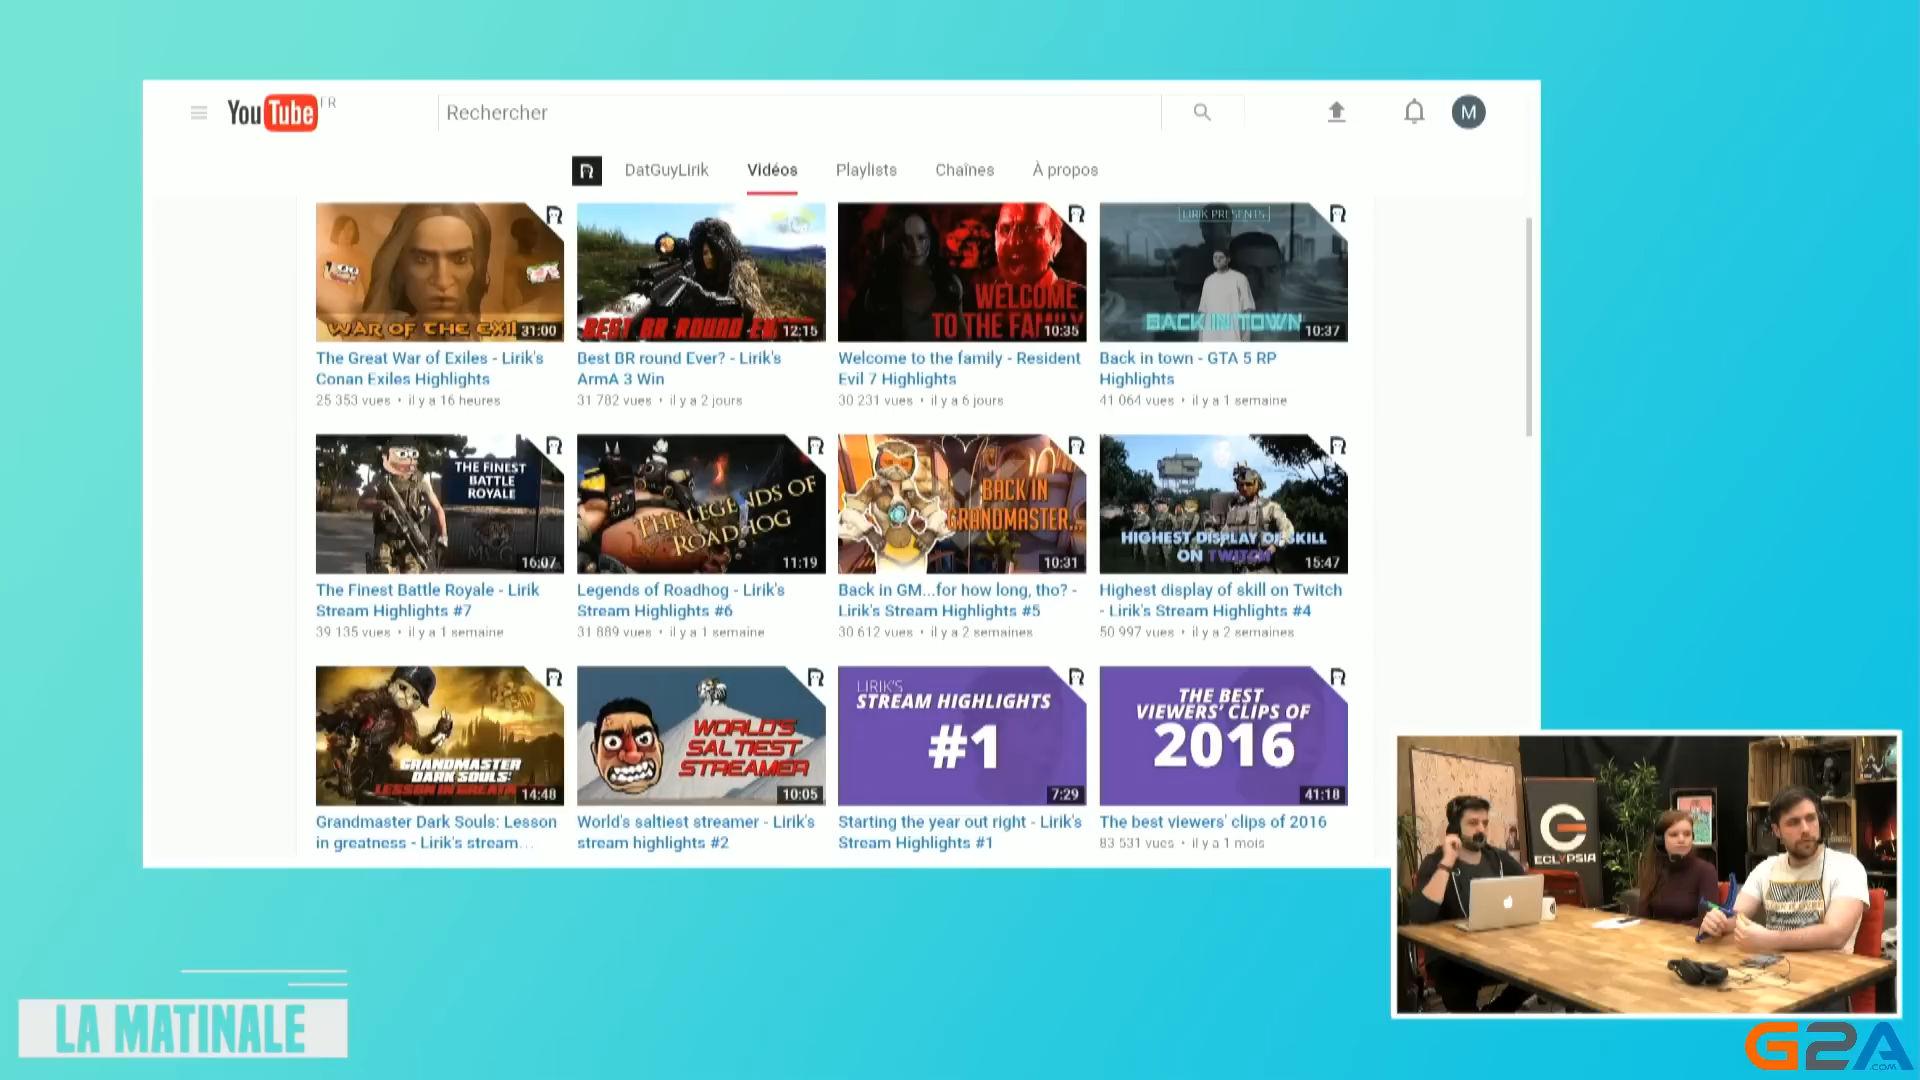 YouTube FR
Rechercher
M
DatGuyLirik
Vidéos
Playlists
Chaînes
À propos
WAR OF THE EXIL
31:00
BEST BR ROUND E
12:15
WELCOME
TO THE FAMILY
10:35
LIRIK PRESENTS
BACK IN TOWN
10:37
The Great War of Exiles - Lirik's
Conan Exiles Highlights
25 353 vues • il y a 16 heures
Best BR round Ever? - Lirik's
ArmA 3 Win
31 782 vues • il y a 2 jours
Welcome to the family - Resident
Evil 7 Highlights
30 231 vues • il y a 6 jours
Back in town - GTA 5 RP
Highlights
41 064 vues • il y a 1 semaine
THE FINEST
BATTLE
ROYALE
16:07
THE LEGENDS OF
ROADHOG
11:19
BACK IN
GRANDMASTER...
10:31
HIGHEST DISPLAY OF SKILL
ON TWITCH
15:47
The Finest Battle Royale - Lirik
Stream Highlights #7
39 135 vues • il y a 1 semaine
Legends of Roadhog - Lirik's
Stream Highlights #6
31 889 vues • il y a 1 semaine
Back in GM...for how long, tho? -
Lirik's Stream Highlights #5
30 612 vues • il y a 2 semaines
Highest display of skill on Twitch
- Lirik's Stream Highlights #4
50 997 vues • il y a 2 semaines
GRANDMASTER
DARK SOULS:
LESSON IN GREATN
14:48
WORLD'S
SALTIEST
STREAMER
10:05
LIRIK'S
STREAM HIGHLIGHTS
#1
7:29
THE BEST
VIEWERS' CLIPS OF
2016
41:18
Grandmaster Dark Souls: Lesson
in greatness - Lirik's stream...
World's saltiest streamer - Lirik's
stream highlights #2
Starting the year out right - Lirik's
Stream Highlights #1
The best viewers' clips of 2016
83 531 vues • il y a 1 mois
ECLYPSIA
LA MATINALE
G2A
.COM